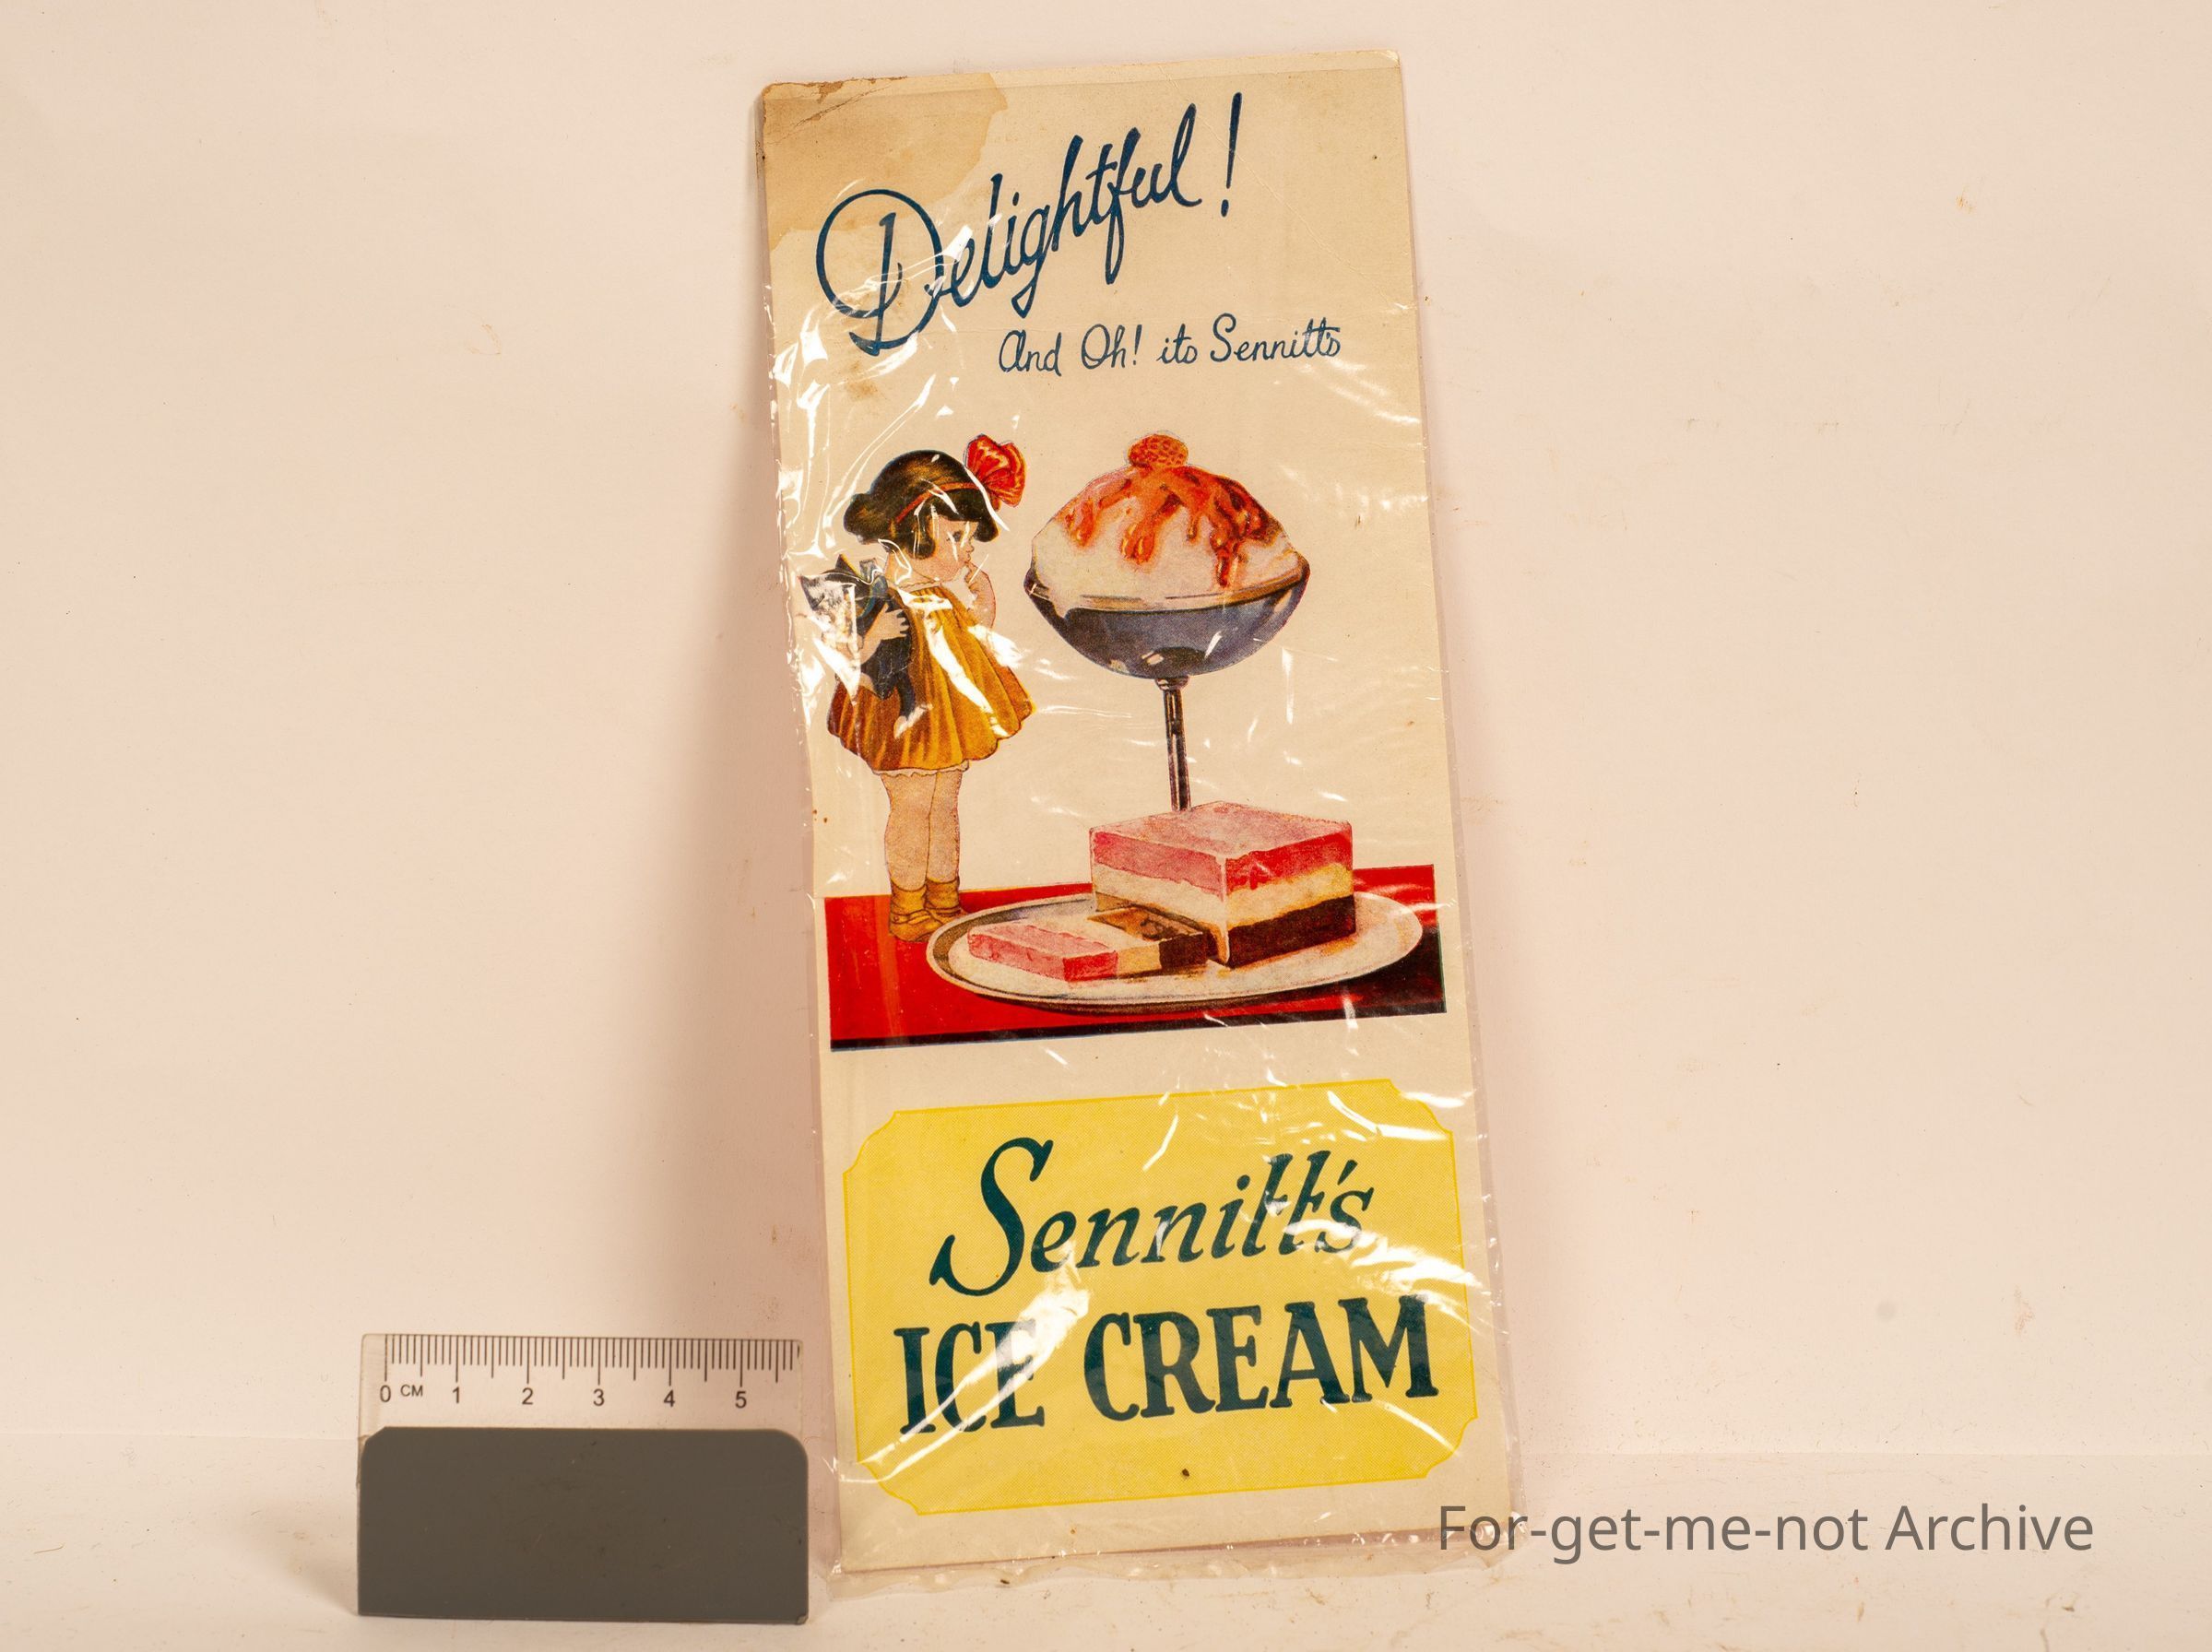 Delightful!
And Oh! its Sennitts
Sennitt's
ICE CREAM
0 CM 1 2 3 4 5
For-get-me-not Archive